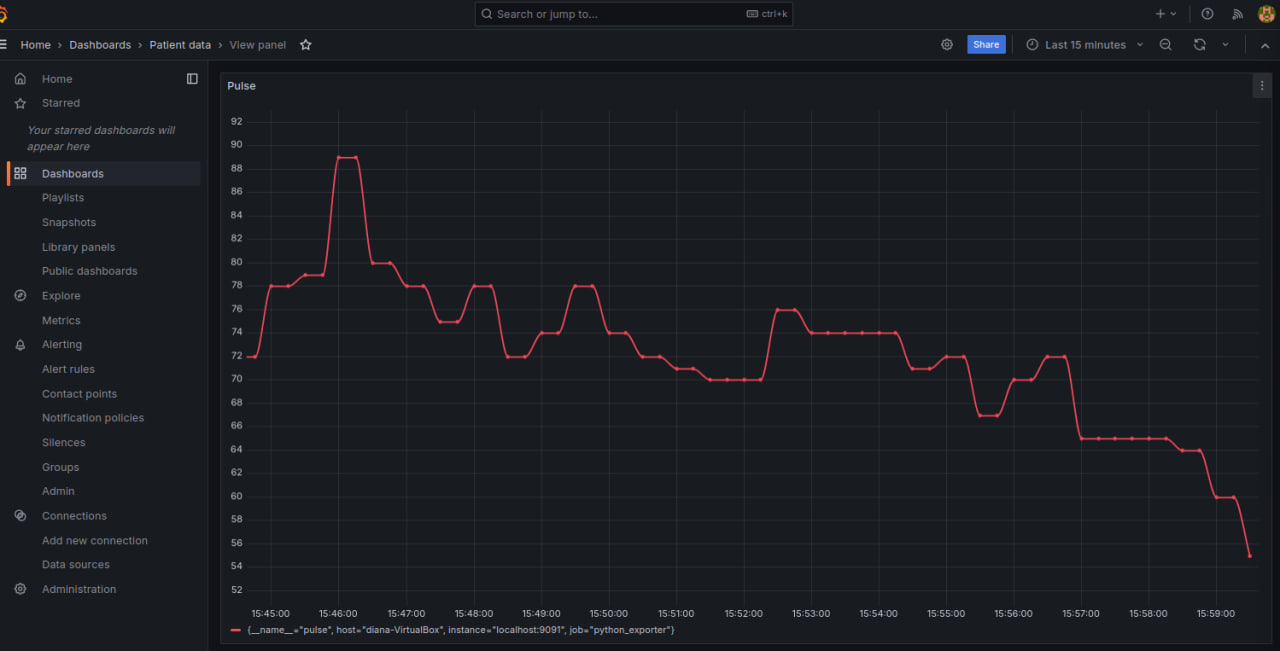 Search or jump to... ctrl+k
Home › Dashboards › Patient data › View panel
Share Last 15 minutes
Home
Starred
Your starred dashboards will
appear here
Dashboards
Playlists
Snapshots
Library panels
Public dashboards
Explore
Metrics
Alerting
Alert rules
Contact points
Notification policies
Silences
Groups
Admin
Connections
Add new connection
Data sources
Administration
Pulse
92
90
88
86
84
82
80
78
76
74
72
70
68
66
64
62
60
58
56
54
52
15:45:00 15:46:00 15:47:00 15:48:00 15:49:00 15:50:00 15:51:00 15:52:00 15:53:00 15:54:00 15:55:00 15:56:00 15:57:00 15:58:00 15:59:00
{__name__="pulse", host="diana-VirtualBox", instance="localhost:9091", job="python_exporter"}